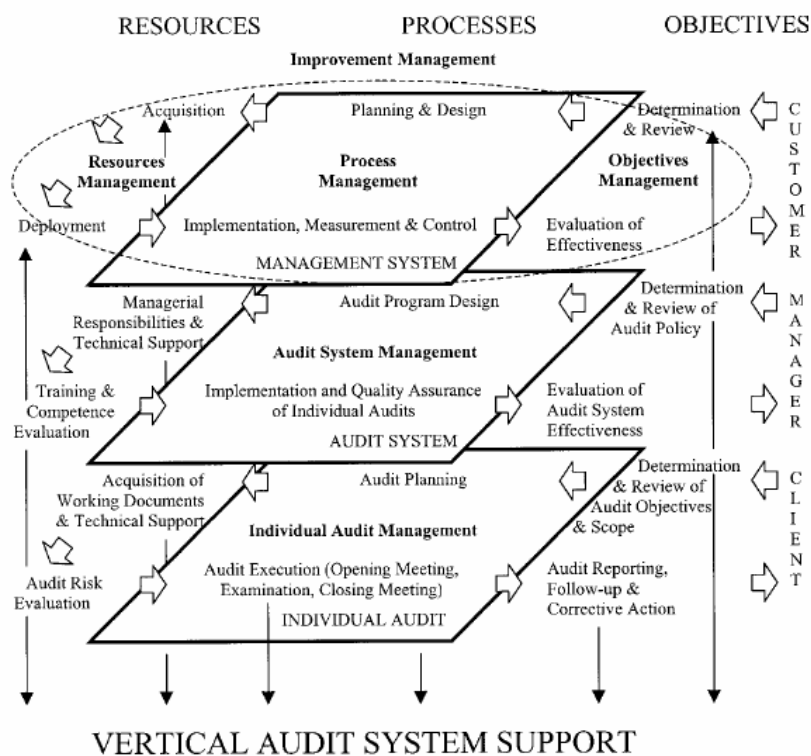 RESOURCES PROCESSES OBJECTIVES
Improvement Management
Acquisition
Planning & Design
Determination
& Review
Resources
Management
Process
Management
Objectives
Management
Deployment
Implementation, Measurement & Control
Evaluation of
Effectiveness
MANAGEMENT SYSTEM
CUSTOMER
Managerial
Responsibilities &
Technical Support
Audit Program Design
Determination
& Review of
Audit Policy
Audit System Management
Training &
Competence
Evaluation
Implementation and Quality Assurance
of Individual Audits
Evaluation of
Audit System
Effectiveness
AUDIT SYSTEM
MANAGER
Acquisition of
Working Documents
& Technical Support
Audit Planning
Determination
& Review of
Audit Objectives
& Scope
Individual Audit Management
Audit Risk
Evaluation
Audit Execution (Opening Meeting,
Examination, Closing Meeting)
Audit Reporting,
Follow-up &
Corrective Action
INDIVIDUAL AUDIT
CLIENT
VERTICAL AUDIT SYSTEM SUPPORT